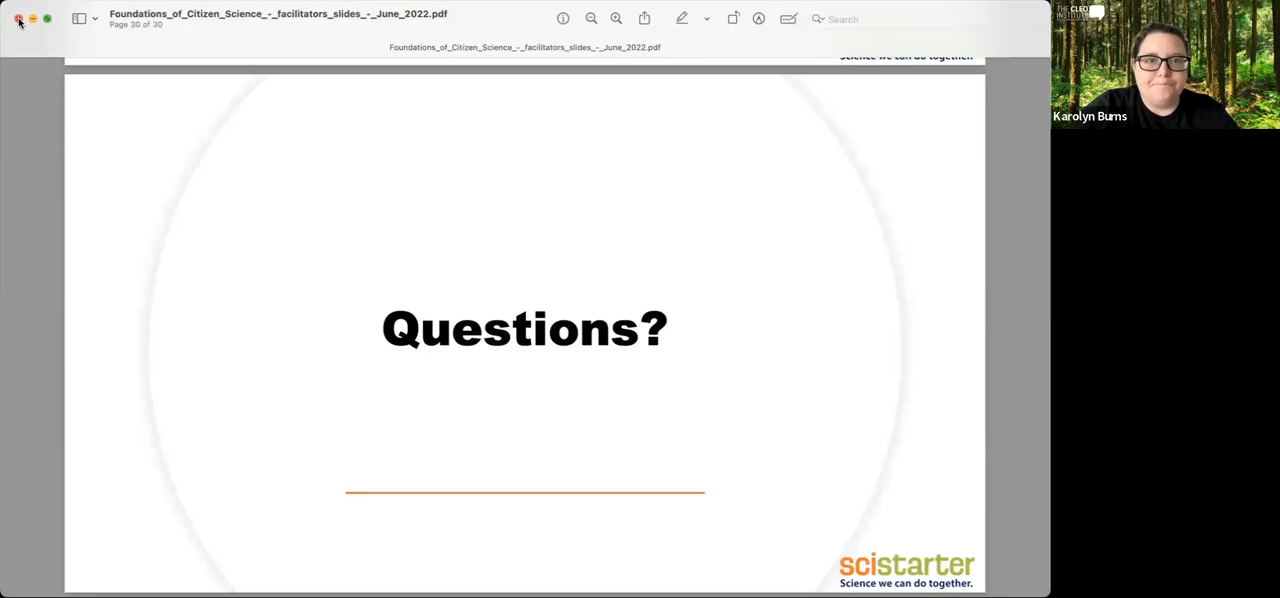 Foundations_of_Citizen_Science_-_facilitators_slides_-_June_2022.pdf
Page 30 of 30
Search
THE CLEO
INSTITUTE
Foundations_of_Citizen_Science_-_facilitators_slides_-_June_2022.pdf
Science we can do together.
Karolyn Burns
Questions?
scistarter
Science we can do together.